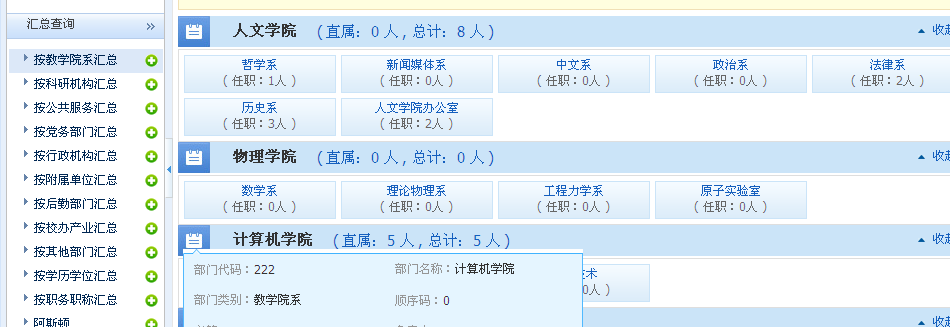 汇总查询 »
按教学院系汇总
按科研机构汇总
按公共服务汇总
按党务部门汇总
按行政机构汇总
按附属单位汇总
按后勤部门汇总
按校办产业汇总
按其他部门汇总
按学历学位汇总
按职务职称汇总
阿斯顿
人文学院 (直属: 0 人, 总计: 8 人) 收起
哲学系 新闻媒体系 中文系 政治系 法律系
(任职：1人) (任职：0人) (任职：0人) (任职：0人) (任职：2人)
历史系 人文学院办公室
(任职：3人) (任职：2人)
物理学院 (直属: 0 人, 总计: 0 人) 收起
数学系 理论物理系 工程力学系 原子实验室
(任职：0人) (任职：0人) (任职：0人) (任职：0人)
计算机学院 (直属: 5 人, 总计: 5 人) 收起
部门代码：222 部门名称：计算机学院
术
0人)
部门类别：教学院系 顺序码：0